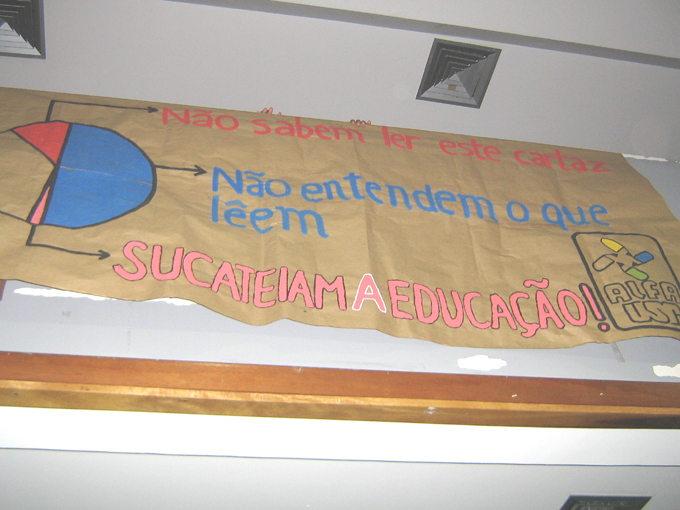 Não sabem ler este cartaz
Não entendem o que
lêem
SUCATEIAM A EDUCAÇÃO!
ALFA
USP